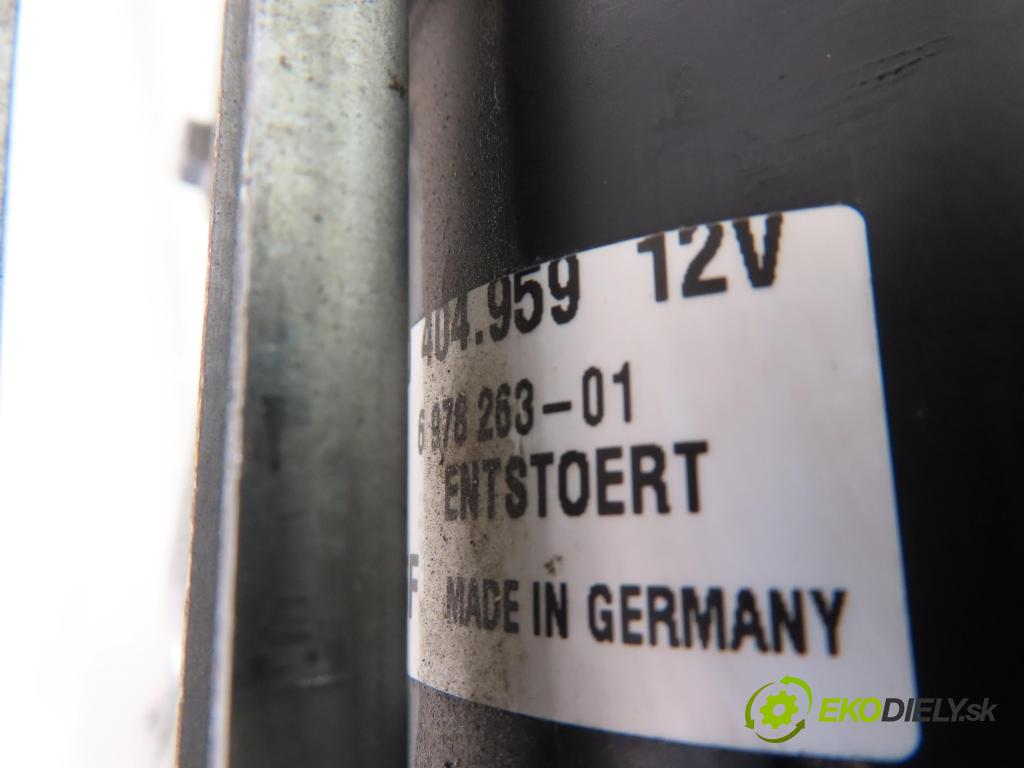 404.959 12V
6 978 263-01
ENTSTOERT
F MADE IN GERMANY
EKODIELY.sk